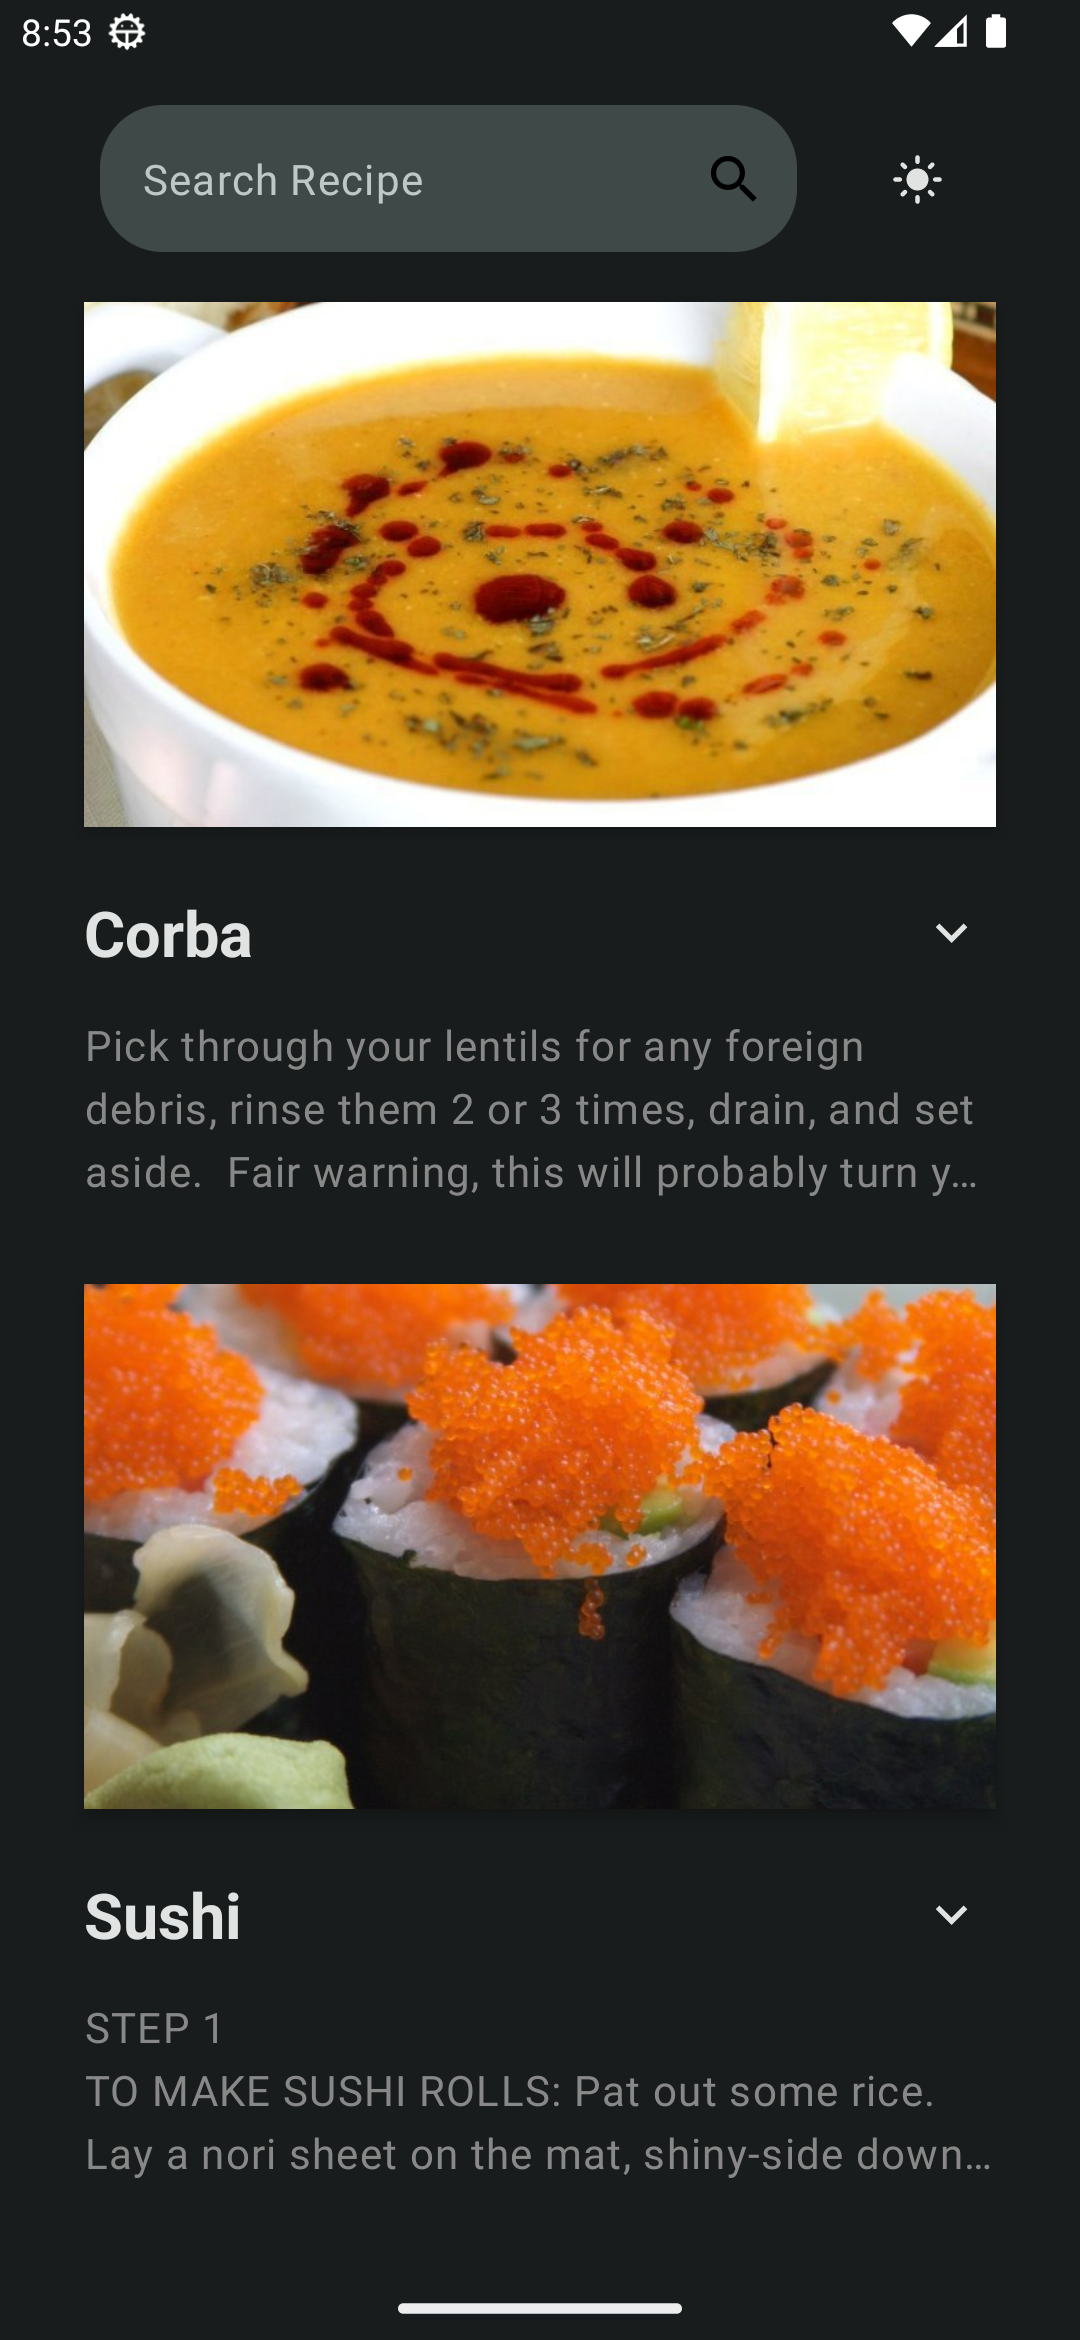 8:53
Search Recipe
Corba
Pick through your lentils for any foreign
debris, rinse them 2 or 3 times, drain, and set
aside.  Fair warning, this will probably turn y…
Sushi
STEP 1
TO MAKE SUSHI ROLLS: Pat out some rice.
Lay a nori sheet on the mat, shiny-side down…